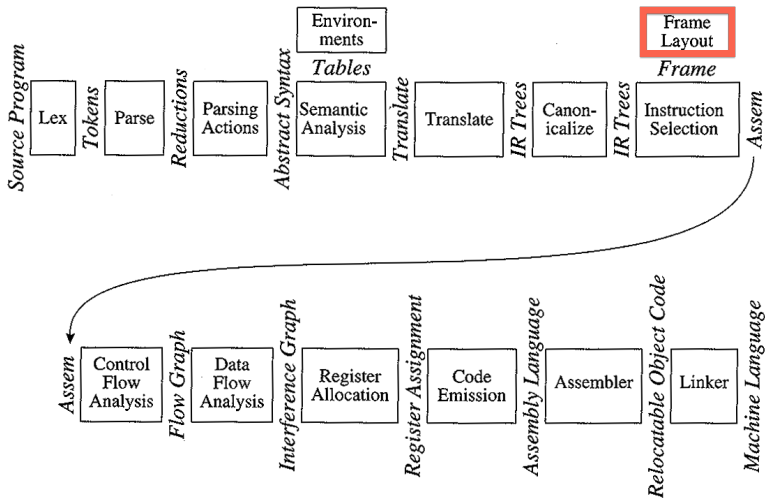 Environ-
ments
Frame
Layout
Source Program
Lex
Tokens
Parse
Reductions
Parsing
Actions
Abstract Syntax
Tables
Semantic
Analysis
Translate
Translate
IR Trees
Canon-
icalize
IR Trees
Frame
Instruction
Selection
Assem
Assem
Control
Flow
Analysis
Flow Graph
Data
Flow
Analysis
Interference Graph
Register
Allocation
Register Assignment
Code
Emission
Assembly Language
Assembler
Relocatable Object Code
Linker
Machine Language